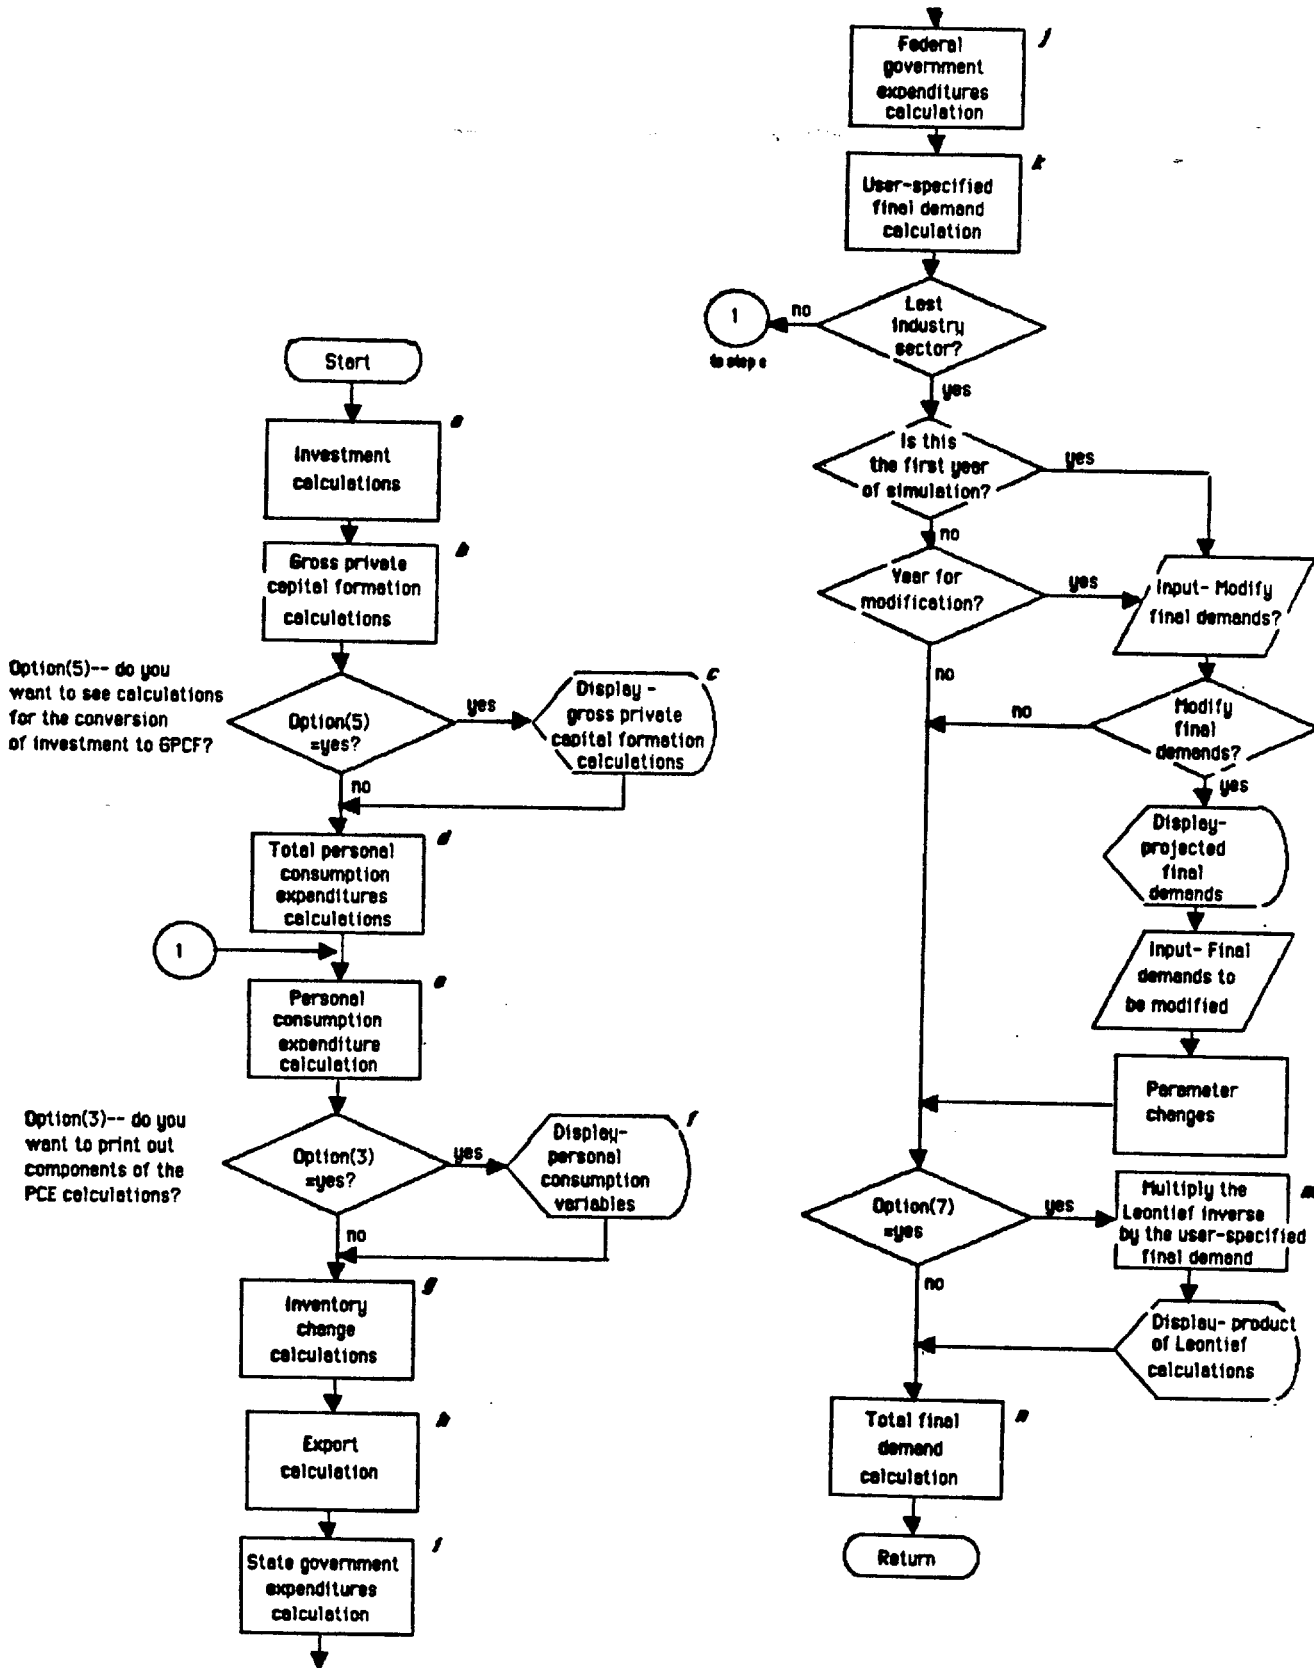 Start
a
Investment
calculations
b
Gross private
capital formation
calculations
Option(5)-- do you
want to see calculations
for the conversion
of investment to GPCF?
Option(5)
=yes?
yes
no
c
Display -
gross private
capital formation
calculations
d
Total personal
consumption
expenditures
calculations
1
e
Personal
consumption
expenditure
calculation
Option(3)-- do you
want to print out
components of the
PCE calculations?
Option(3)
=yes?
yes
no
f
Display-
personal
consumption
variables
g
Inventory
change
calculations
h
Export
calculation
i
State government
expenditures
calculation
j
Federal
government
expenditures
calculation
k
User-specified
final demand
calculation
Last
industry
sector?
no
1
to step e
yes
Is this
the first year
of simulation?
yes
no
Year for
modification?
yes
no
Input- Modify
final demands?
Modify
final
demands?
no
yes
Display-
projected
final
demands
Input- Final
demands to
be modified
Parameter
changes
Option(7)
=yes
yes
no
m
Multiply the
Leontief inverse
by the user-specified
final demand
Display- product
of Leontief
calculations
n
Total final
demand
calculation
Return